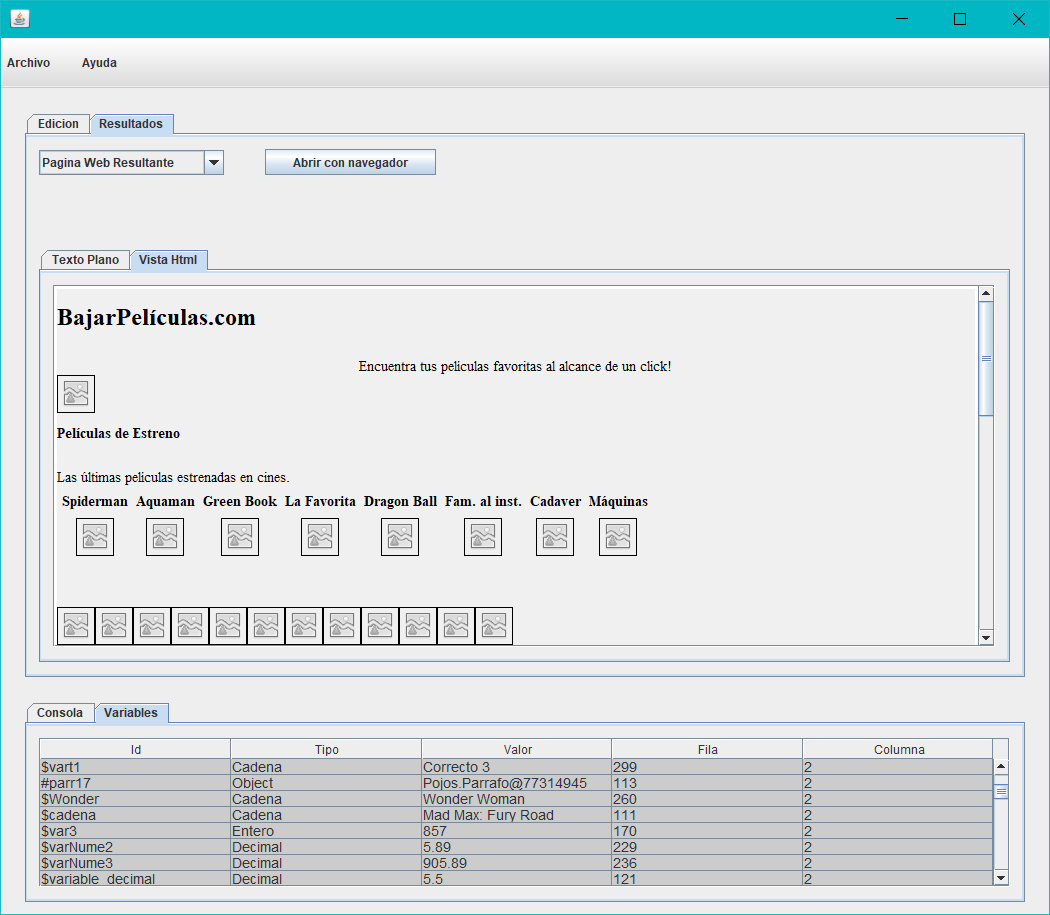 Archivo Ayuda
Edicion Resultados
Pagina Web Resultante Abrir con navegador
Texto Plano Vista Html
BajarPelículas.com
Encuentra tus peliculas favoritas al alcance de un click!
Películas de Estreno
Las últimas peliculas estrenadas en cines.
Spiderman Aquaman Green Book La Favorita Dragon Ball Fam. al inst. Cadaver Máquinas
Consola Variables
Id Tipo Valor Fila Columna
$vart1 Cadena Correcto 3 299 2
#parr17 Object Pojos.Parrafo@77314945 113 2
$Wonder Cadena Wonder Woman 260 2
$cadena Cadena Mad Max: Fury Road 111 2
$var3 Entero 857 170 2
$varNume2 Decimal 5.89 229 2
$varNume3 Decimal 905.89 236 2
$variable_decimal Decimal 5.5 121 2